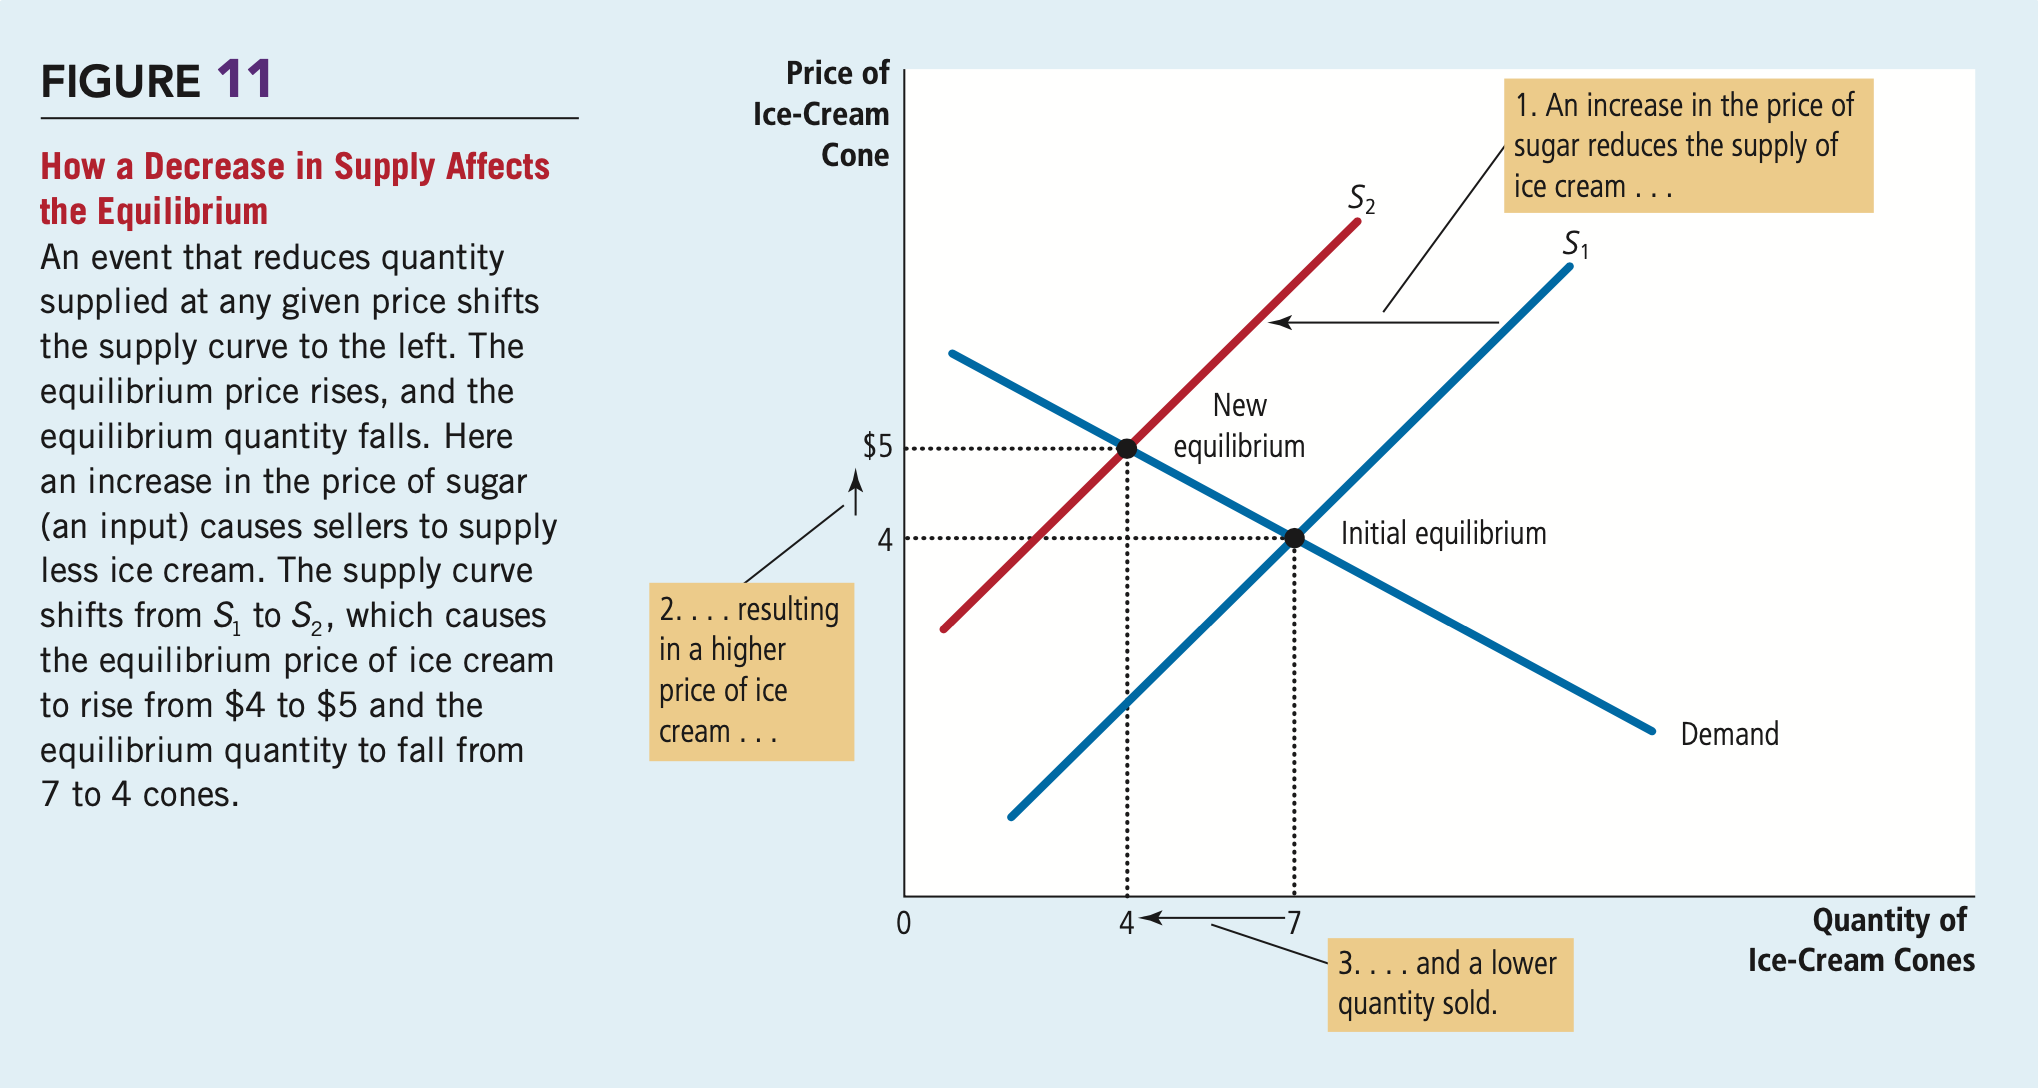 FIGURE 11
How a Decrease in Supply Affects
the Equilibrium
An event that reduces quantity
supplied at any given price shifts
the supply curve to the left. The
equilibrium price rises, and the
equilibrium quantity falls. Here
an increase in the price of sugar
(an input) causes sellers to supply
less ice cream. The supply curve
shifts from S1 to S2, which causes
the equilibrium price of ice cream
to rise from $4 to $5 and the
equilibrium quantity to fall from
7 to 4 cones.
Price of
Ice-Cream
Cone
1. An increase in the price of
sugar reduces the supply of
ice cream . . .
S2
S1
New
equilibrium
$5
Initial equilibrium
4
2. . . . resulting
in a higher
price of ice
cream . . .
Demand
0
4
7
Quantity of
Ice-Cream Cones
3. . . . and a lower
quantity sold.